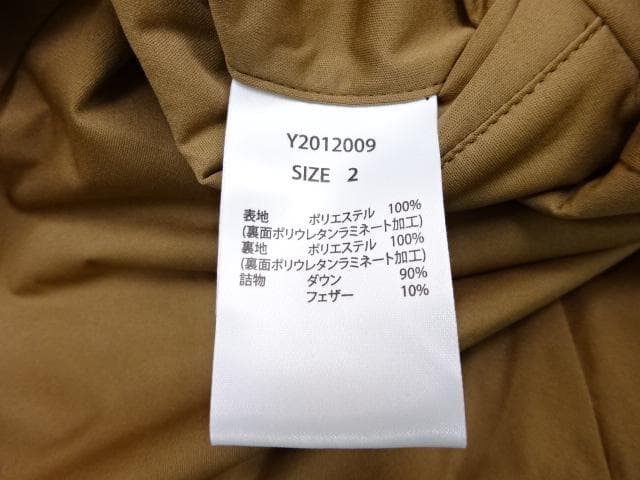 Y2012009
SIZE 2
表地 ポリエステル 100%
(裏面ポリウレタンラミネート加工)
裏地 ポリエステル 100%
(裏面ポリウレタンラミネート加工)
詰物 ダウン 90%
フェザー 10%